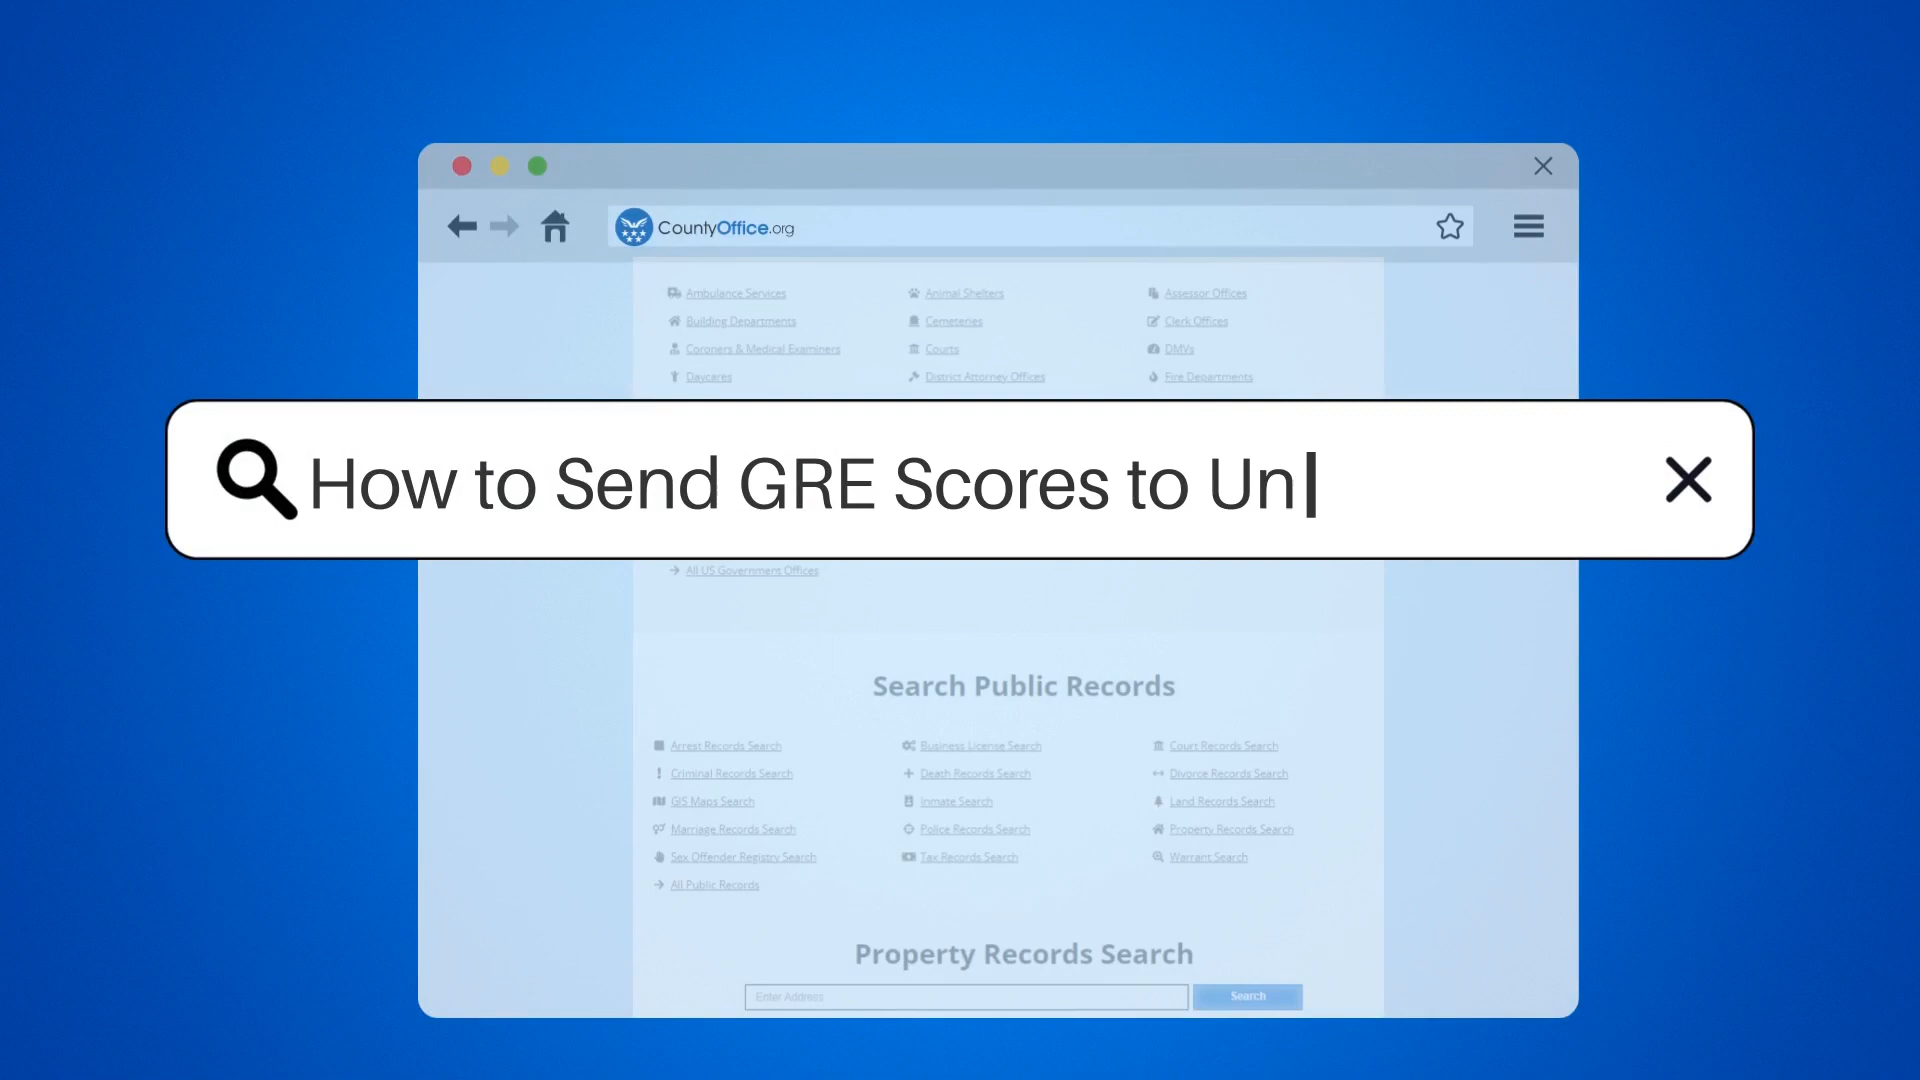 CountyOffice.org
Ambulance Services Animal Shelters Assessor Offices
Building Departments Cemeteries Clerk Offices
Coroners & Medical Examiners Courts DMVs
Daycares District Attorney Offices Fire Departments
How to Send GRE Scores to Un
All US Government Offices
Search Public Records
Arrest Records Search Business License Search Court Records Search
Criminal Records Search Death Records Search Divorce Records Search
GIS Maps Search Inmate Search Land Records Search
Marriage Records Search Police Records Search Property Records Search
Sex Offender Registry Search Tax Records Search Warrant Search
All Public Records
Property Records Search
Enter Address Search